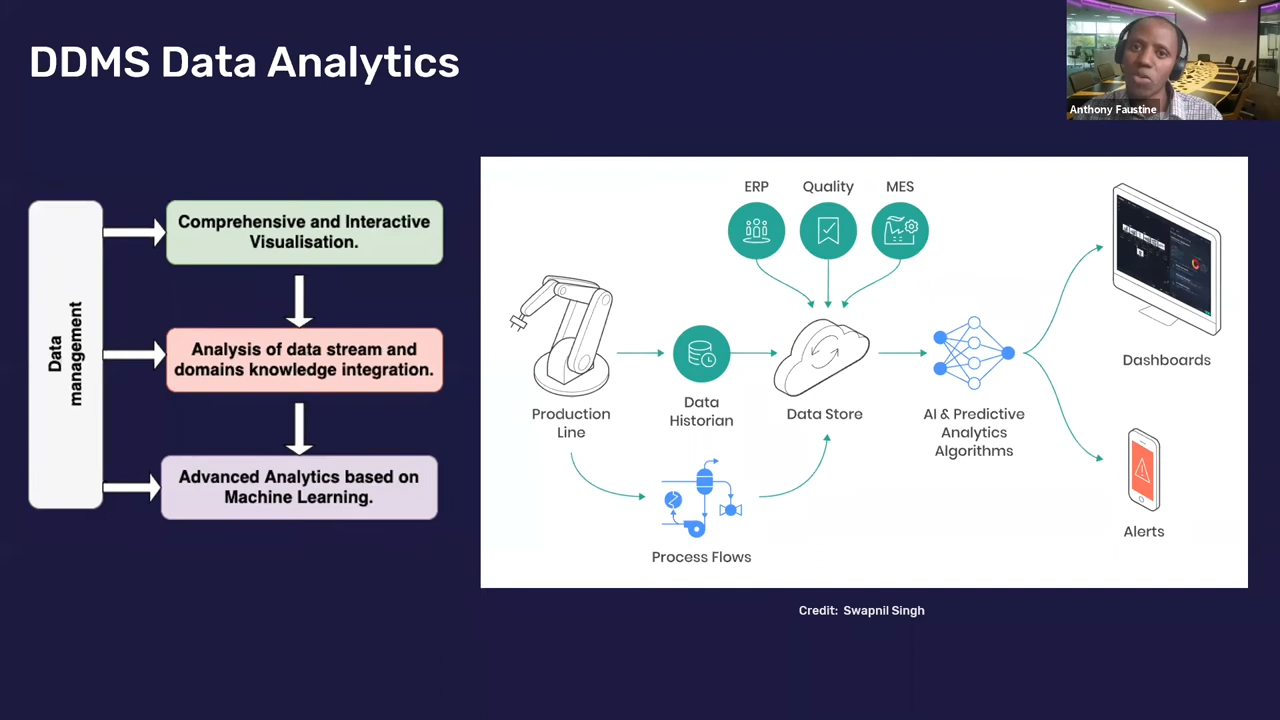 DDMS Data Analytics
Anthony Faustine
Data
management
Comprehensive and Interactive
Visualisation.
Analysis of data stream and
domains knowledge integration.
Advanced Analytics based on
Machine Learning.
ERP
Quality
MES
Production
Line
Data
Historian
Data Store
AI & Predictive
Analytics
Algorithms
Dashboards
Process Flows
Alerts
Credit: Swapnil Singh